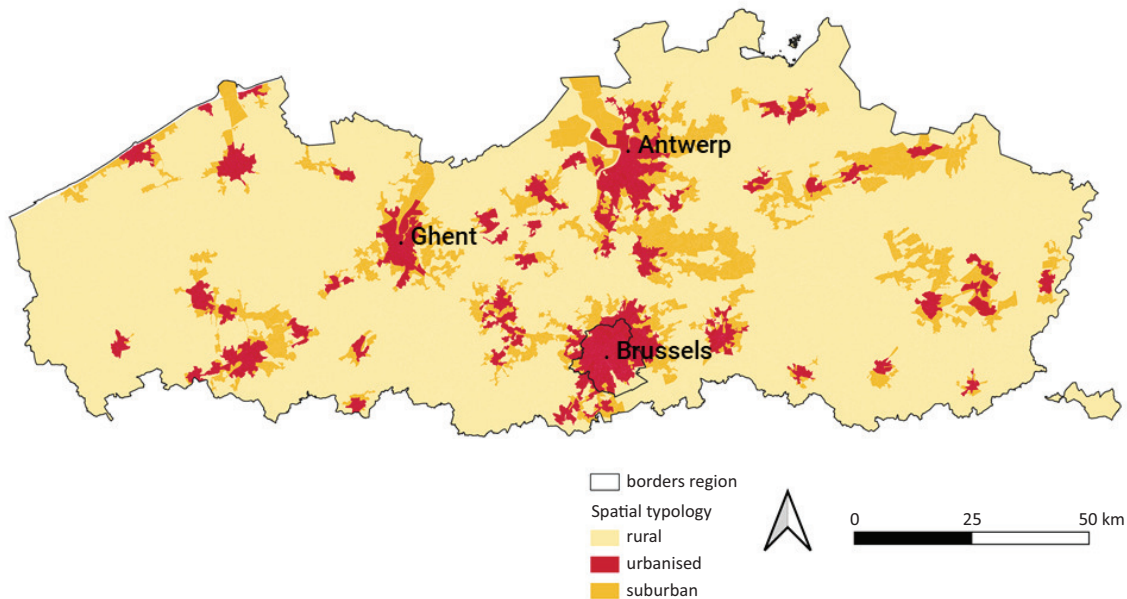 Antwerp
Ghent
Brussels
borders region
Spatial typology
rural
urbanised
suburban
0 25 50 km